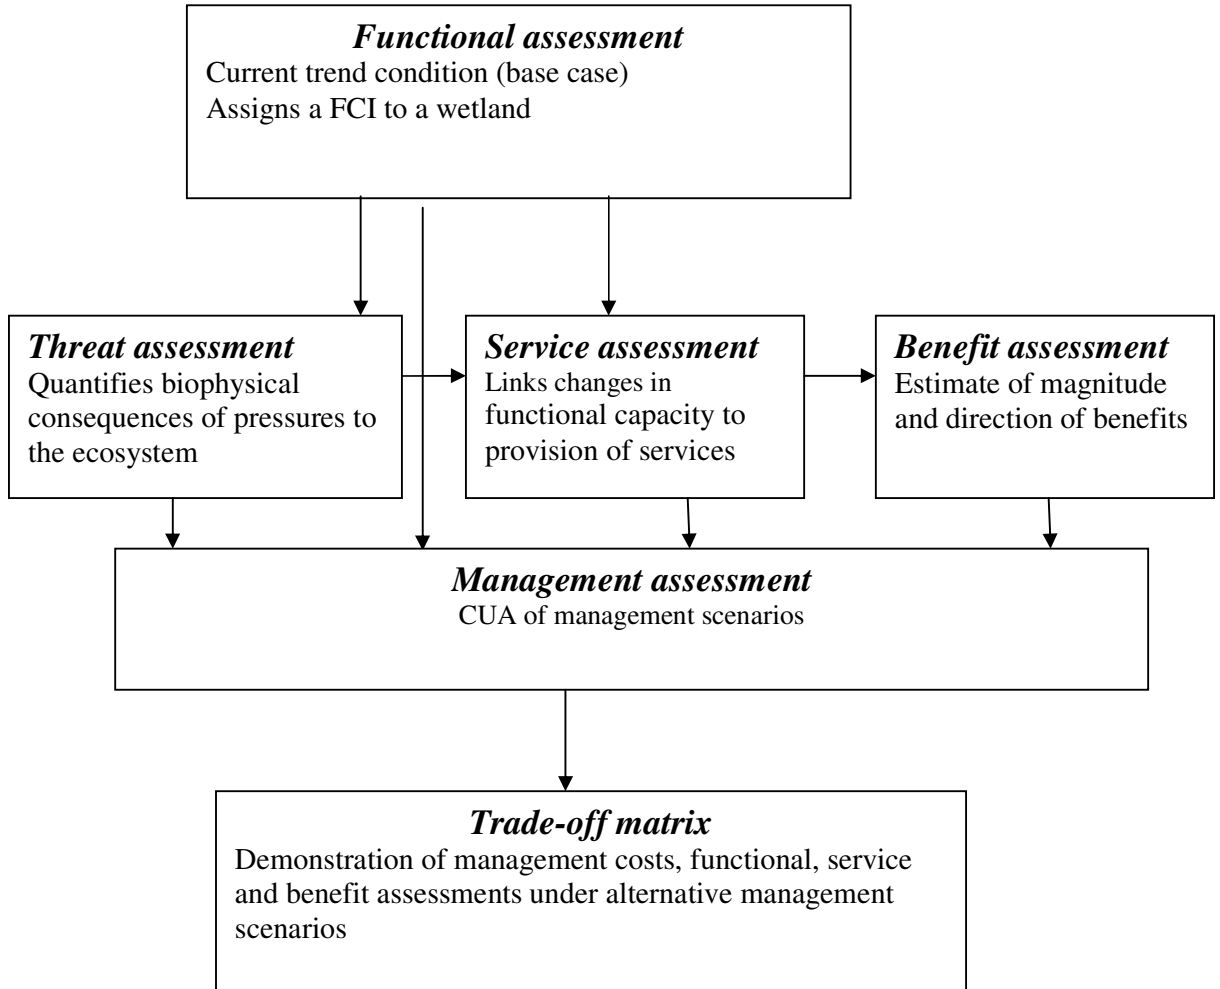 Functional assessment
Current trend condition (base case)
Assigns a FCI to a wetland
Threat assessment
Quantifies biophysical
consequences of pressures to
the ecosystem
Service assessment
Links changes in
functional capacity to
provision of services
Benefit assessment
Estimate of magnitude
and direction of benefits
Management assessment
CUA of management scenarios
Trade-off matrix
Demonstration of management costs, functional, service
and benefit assessments under alternative management
scenarios